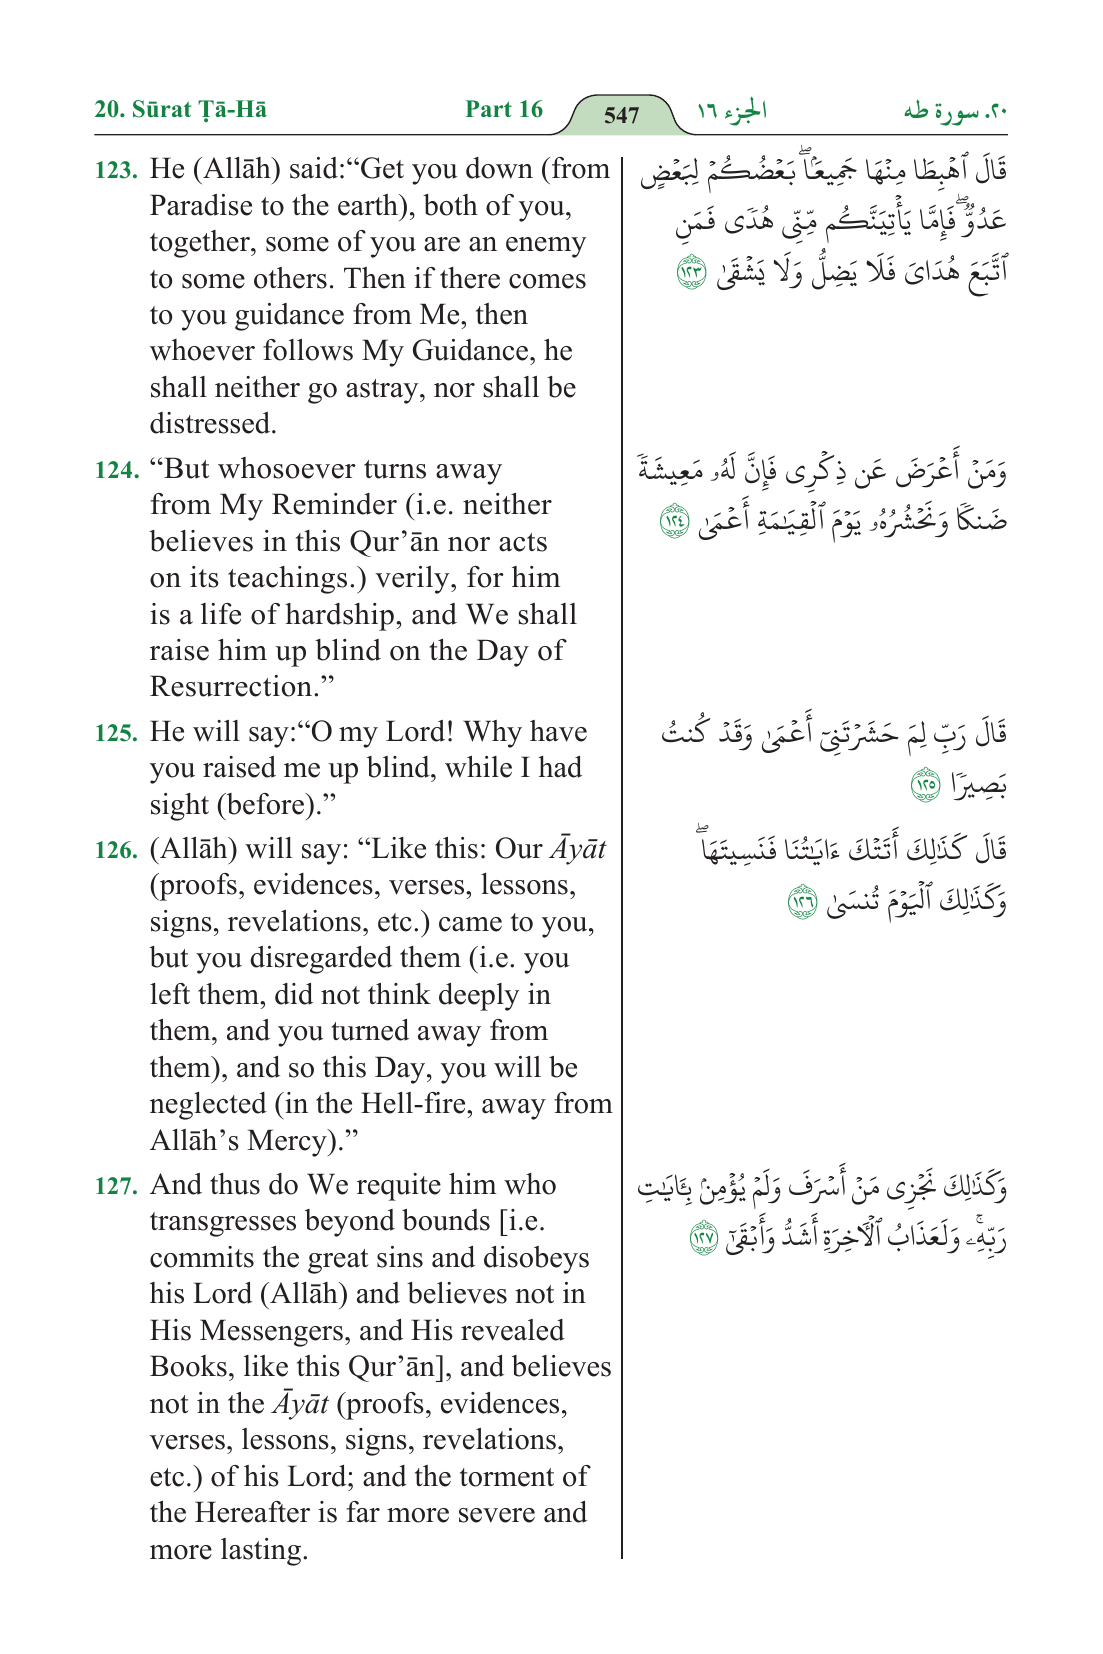 20. Sūrat Ṭā-Hā
Part 16
547
الجزء ١٦
٢٠. سورة طه
123. He (Allāh) said:“Get you down (from
Paradise to the earth), both of you,
together, some of you are an enemy
to some others. Then if there comes
to you guidance from Me, then
whoever follows My Guidance, he
shall neither go astray, nor shall be
distressed.
قَالَ ٱهْبِطَا مِنْهَا جَمِيعًۢا ۖ بَعْضُكُمْ لِبَعْضٍ
عَدُوٌّ ۖ فَإِمَّا يَأْتِيَنَّكُم مِّنِّى هُدًى فَمَنِ
ٱتَّبَعَ هُدَاىَ فَلَا يَضِلُّ وَلَا يَشْقَىٰ ١٢٣
124. “But whosoever turns away
from My Reminder (i.e. neither
believes in this Qur’ān nor acts
on its teachings.) verily, for him
is a life of hardship, and We shall
raise him up blind on the Day of
Resurrection.”
وَمَنْ أَعْرَضَ عَن ذِكْرِى فَإِنَّ لَهُۥ مَعِيشَةً
ضَنكًا وَنَحْشُرُهُۥ يَوْمَ ٱلْقِيَـٰمَةِ أَعْمَىٰ ١٢٤
125. He will say:“O my Lord! Why have
you raised me up blind, while I had
sight (before).”
قَالَ رَبِّ لِمَ حَشَرْتَنِىٓ أَعْمَىٰ وَقَدْ كُنتُ
بَصِيرًا ١٢٥
126. (Allāh) will say: “Like this: Our Āyāt
(proofs, evidences, verses, lessons,
signs, revelations, etc.) came to you,
but you disregarded them (i.e. you
left them, did not think deeply in
them, and you turned away from
them), and so this Day, you will be
neglected (in the Hell-fire, away from
Allāh’s Mercy).”
قَالَ كَذَٰلِكَ أَتَتْكَ ءَايَـٰتُنَا فَنَسِيتَهَا ۖ
وَكَذَٰلِكَ ٱلْيَوْمَ تُنسَىٰ ١٢٦
127. And thus do We requite him who
transgresses beyond bounds [i.e.
commits the great sins and disobeys
his Lord (Allāh) and believes not in
His Messengers, and His revealed
Books, like this Qur’ān], and believes
not in the Āyāt (proofs, evidences,
verses, lessons, signs, revelations,
etc.) of his Lord; and the torment of
the Hereafter is far more severe and
more lasting.
وَكَذَٰلِكَ نَجْزِى مَنْ أَسْرَفَ وَلَمْ يُؤْمِنۢ بِـَٔايَـٰتِ
رَبِّهِۦ ۚ وَلَعَذَابُ ٱلْـَٔاخِرَةِ أَشَدُّ وَأَبْقَىٰٓ ١٢٧